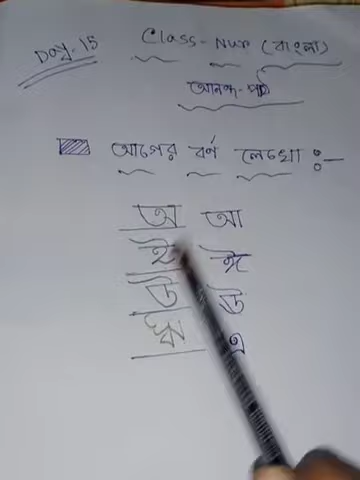 Day-15
Class-Nur (বাংলা)
আনন্দ-পাঠ
আগের বর্ণ লেখো :-
অ আ
ই ঈ
উ ঊ
ঋ এ